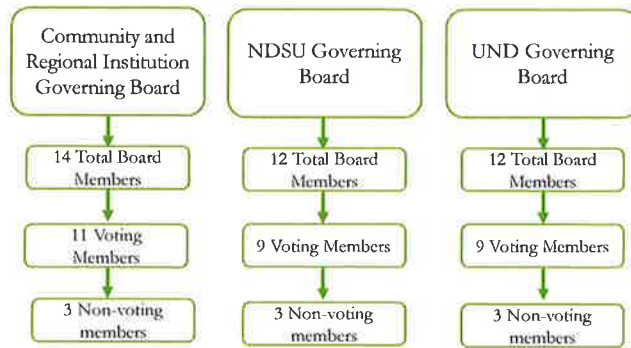 Community and
Regional Institution
Governing Board
14 Total Board
Members
11 Voting
Members
3 Non-voting
members
NDSU Governing
Board
12 Total Board
Members
9 Voting Members
3 Non-voting
members
UND Governing
Board
12 Total Board
Members
9 Voting Members
3 Non-voting
members